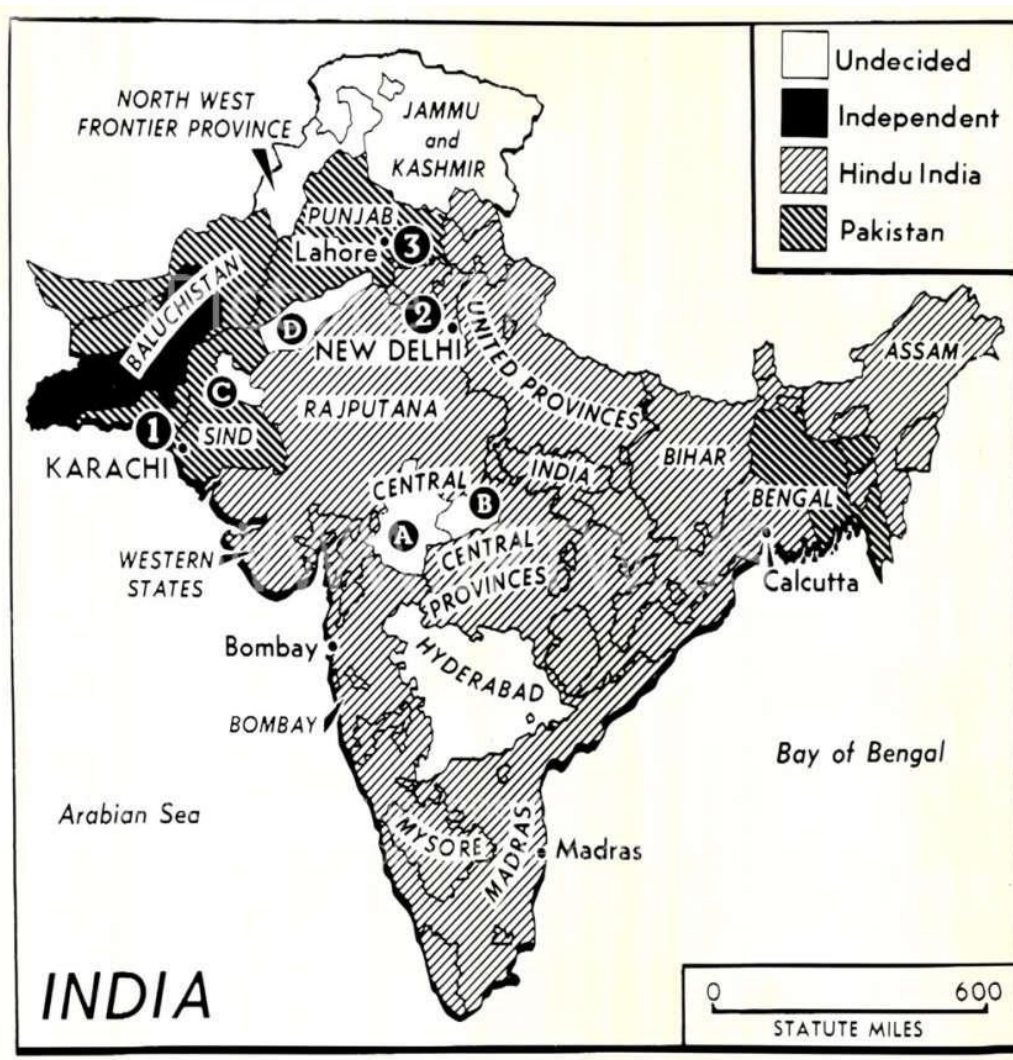 Undecided
Independent
Hindu India
Pakistan
NORTH WEST
FRONTIER PROVINCE
JAMMU
and
KASHMIR
PUNJAB
Lahore
3
BALUCHISTAN
D
2
NEW DELHI
UNITED PROVINCES
ASSAM
C
RAJPUTANA
1
SIND
KARACHI
CENTRAL
INDIA
BIHAR
B
A
BENGAL
CENTRAL
PROVINCES
WESTERN
STATES
Calcutta
Bombay
HYDERABAD
BOMBAY
Bay of Bengal
Arabian Sea
MYSORE
MADRAS
Madras
INDIA
0 600
STATUTE MILES